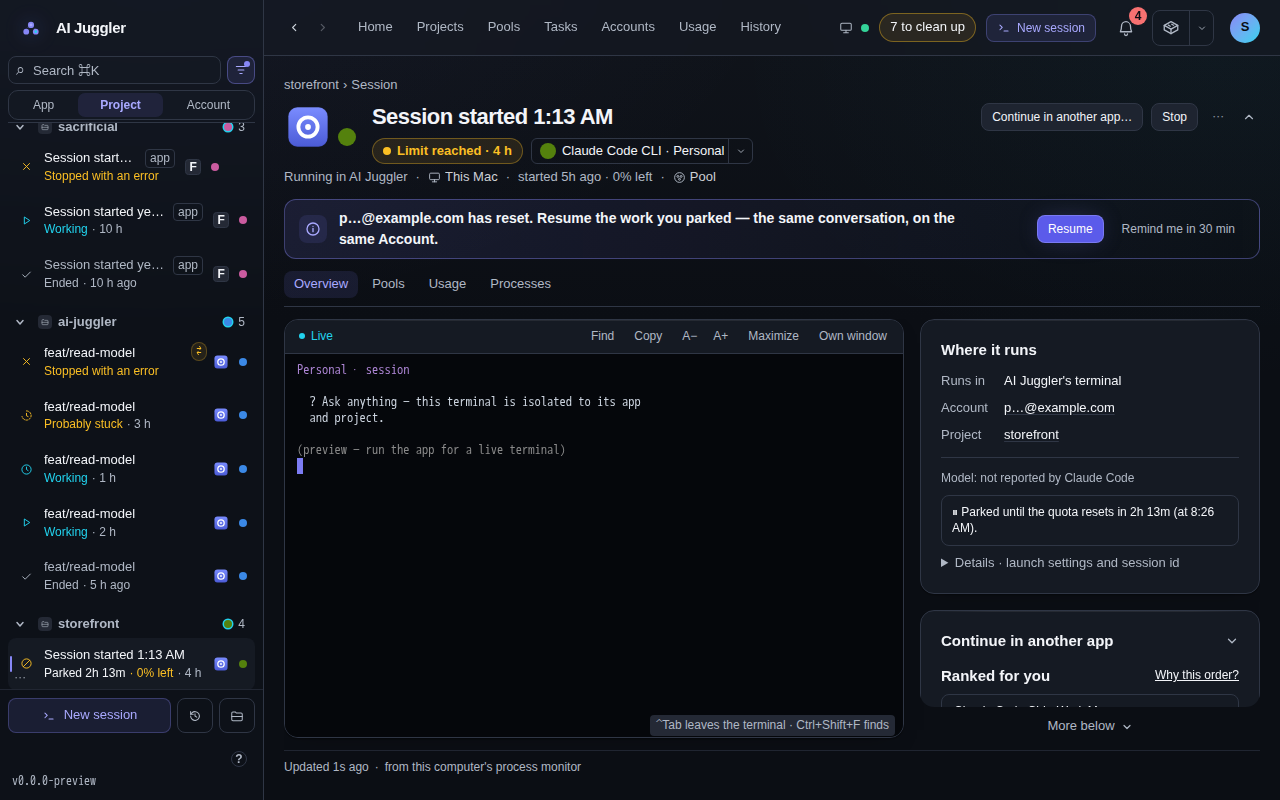 AI Juggler
Search ⌘K
App
Project
Account
sacrificial
3
Session start… app
F
Stopped with an error
Session started ye… app
F
Working · 10 h
Session started ye… app
F
Ended · 10 h ago
ai-juggler
5
feat/read-model
Stopped with an error
feat/read-model
Probably stuck · 3 h
feat/read-model
Working · 1 h
feat/read-model
Working · 2 h
feat/read-model
Ended · 5 h ago
storefront
4
Session started 1:13 AM
Parked 2h 13m · 0% left · 4 h
…
New session
?
v0.0.0-preview
Home
Projects
Pools
Tasks
Accounts
Usage
History
7 to clean up
New session
4
S
storefront › Session
Session started 1:13 AM
Continue in another app…
Stop
…
Limit reached · 4 h
Claude Code CLI · Personal
Running in AI Juggler · This Mac · started 5h ago · 0% left · Pool
p…@example.com has reset. Resume the work you parked — the same conversation, on the
same Account.
Resume
Remind me in 30 min
Overview
Pools
Usage
Processes
Live
Find
Copy
A−
A+
Maximize
Own window
Personal · session
? Ask anything — this terminal is isolated to its app
and project.
(preview — run the app for a live terminal)
^Tab leaves the terminal · Ctrl+Shift+F finds
Where it runs
Runs in AI Juggler's terminal
Account p…@example.com
Project storefront
Model: not reported by Claude Code
Parked until the quota resets in 2h 13m (at 8:26
AM).
Details · launch settings and session id
Continue in another app
Ranked for you
Why this order?
More below
Updated 1s ago · from this computer's process monitor